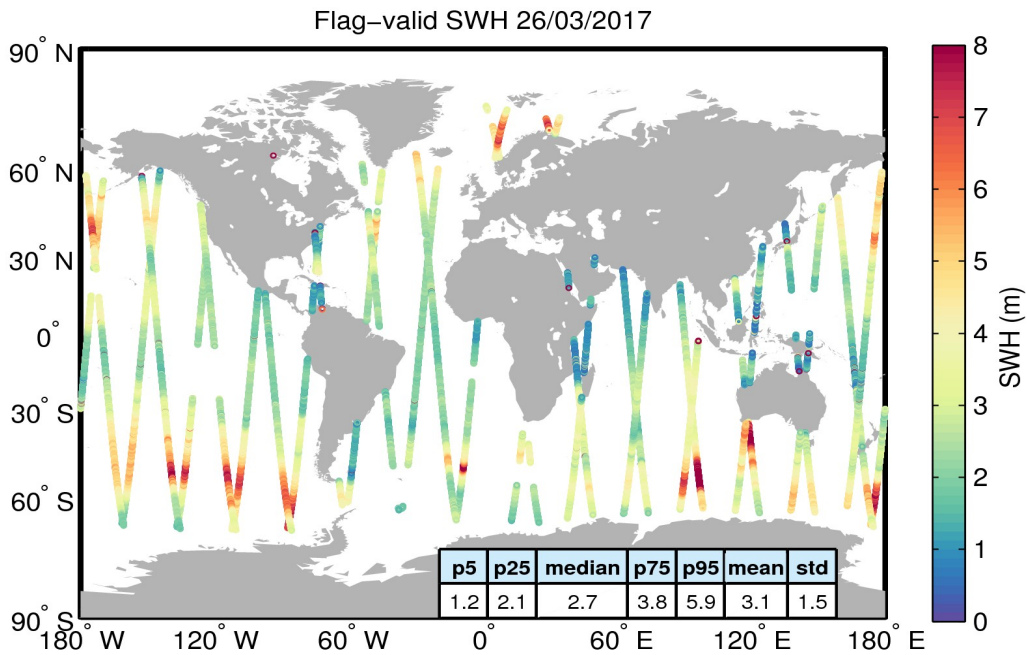 Flag−valid SWH 26/03/2017
90° N
60° N
30° N
0°
30° S
60° S
90° S
180° W
120° W
60° W
0°
60° E
120° E
180° E
p5 p25 median p75 p95 mean std
1.2 2.1 2.7 3.8 5.9 3.1 1.5
8
7
6
5
4
3
2
1
0
SWH (m)